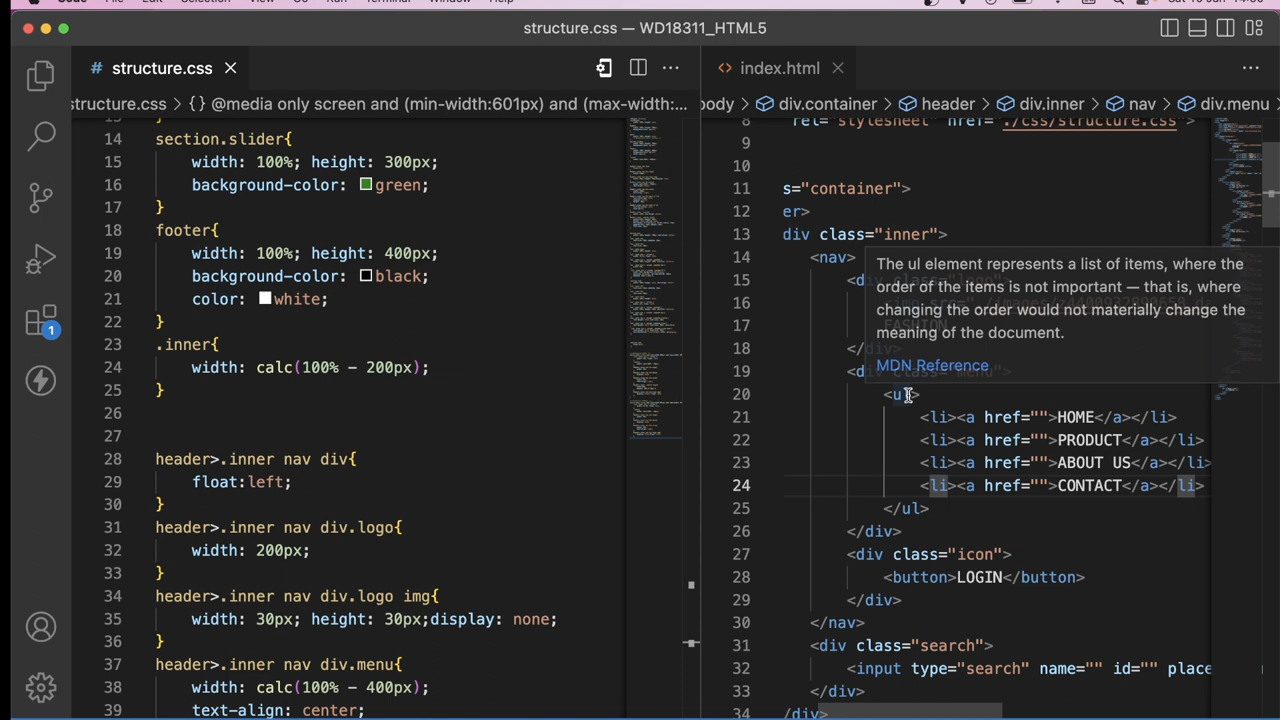 structure.css — WD18311_HTML5
# structure.css
structure.css > {} @media only screen and (min-width:601px) and (max-width:...
14 section.slider{
15 width: 100%; height: 300px;
16 background-color: green;
17 }
18 footer{
19 width: 100%; height: 400px;
20 background-color: black;
21 color: white;
22 }
23 .inner{
24 width: calc(100% - 200px);
25 }
26
27
28 header>.inner nav div{
29 float:left;
30 }
31 header>.inner nav div.logo{
32 width: 200px;
33 }
34 header>.inner nav div.logo img{
35 width: 30px; height: 30px;display: none;
36 }
37 header>.inner nav div.menu{
38 width: calc(100% - 400px);
39 text-align: center;
1
<> index.html
body > div.container > header > div.inner > nav > div.menu >
8 rel="stylesheet" href="./css/structure.css">
9
10
11 s="container">
12 er>
13 div class="inner">
14 <nav>
15 <d
16
17
18 </div>
19 <div class="menu">
The ul element represents a list of items, where the
order of the items is not important — that is, where
changing the order would not materially change the
meaning of the document.
MDN Reference
20 <ul>
21 <li><a href="">HOME</a></li>
22 <li><a href="">PRODUCT</a></li>
23 <li><a href="">ABOUT US</a></li>
24 <li><a href="">CONTACT</a></li>
25 </ul>
26 </div>
27 <div class="icon">
28 <button>LOGIN</button>
29 </div>
30 </nav>
31 <div class="search">
32 <input type="search" name="" id="" place
33 </div>
34 /div>